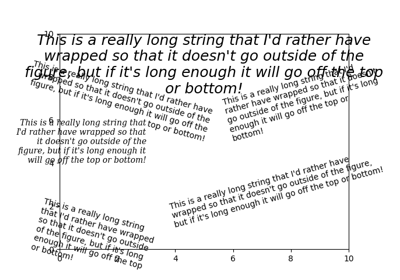 10
This is a really long string that I'd rather have
wrapped so that it doesn't go outside of the
figure, but if it's long enough it will go off the top
or bottom!
This is a really long string that I'd rather have
wrapped so that it doesn't go outside of the
figure, but if it's long enough it will go off the
top or bottom!
This is a really long string that I'd
rather have wrapped so that it doesn't
go outside of the figure, but if it's long
enough it will go off the top or
bottom!
This is a really long string that
I'd rather have wrapped so that
it doesn't go outside of the
figure, but if it's long enough it
will go off the top or bottom!
This is a really long string that I'd rather have
wrapped so that it doesn't go outside of the figure,
but if it's long enough it will go off the top or bottom!
This is a really long string
that I'd rather have wrapped
so that it doesn't go outside
of the figure, but if it's long
enough it will go off the top
or bottom!
6
4
2
0
0 2 4 6 8 10